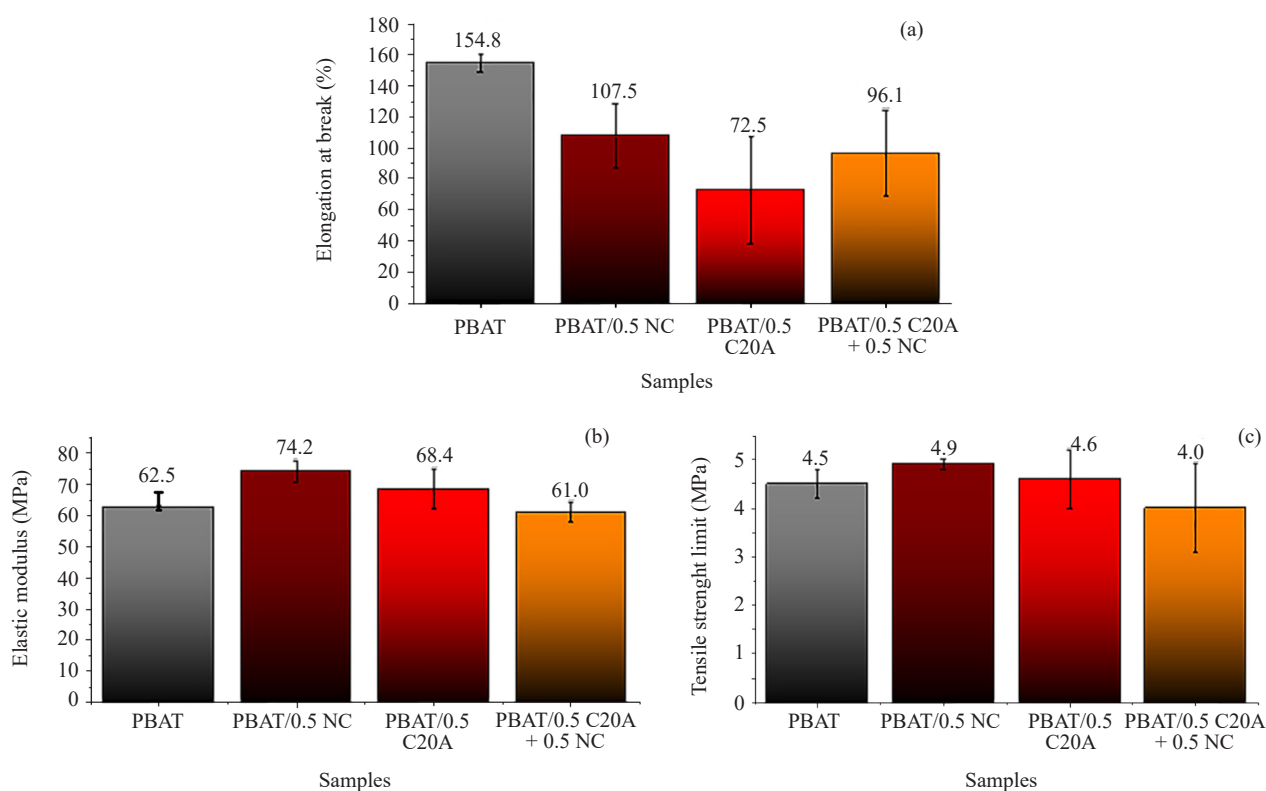 (a)
Elongation at break (%)
180
160
140
120
100
80
60
40
20
0
154.8
107.5
72.5
96.1
PBAT
PBAT/0.5 NC
PBAT/0.5
C20A
PBAT/0.5 C20A
+ 0.5 NC
Samples
(b)
Elastic modulus (MPa)
80
70
60
50
40
30
20
10
0
62.5
74.2
68.4
61.0
PBAT
PBAT/0.5 NC
PBAT/0.5
C20A
PBAT/0.5 C20A
+ 0.5 NC
Samples
(c)
Tensile strenght limit (MPa)
5
4
3
2
1
0
4.5
4.9
4.6
4.0
PBAT
PBAT/0.5 NC
PBAT/0.5
C20A
PBAT/0.5 C20A
+ 0.5 NC
Samples